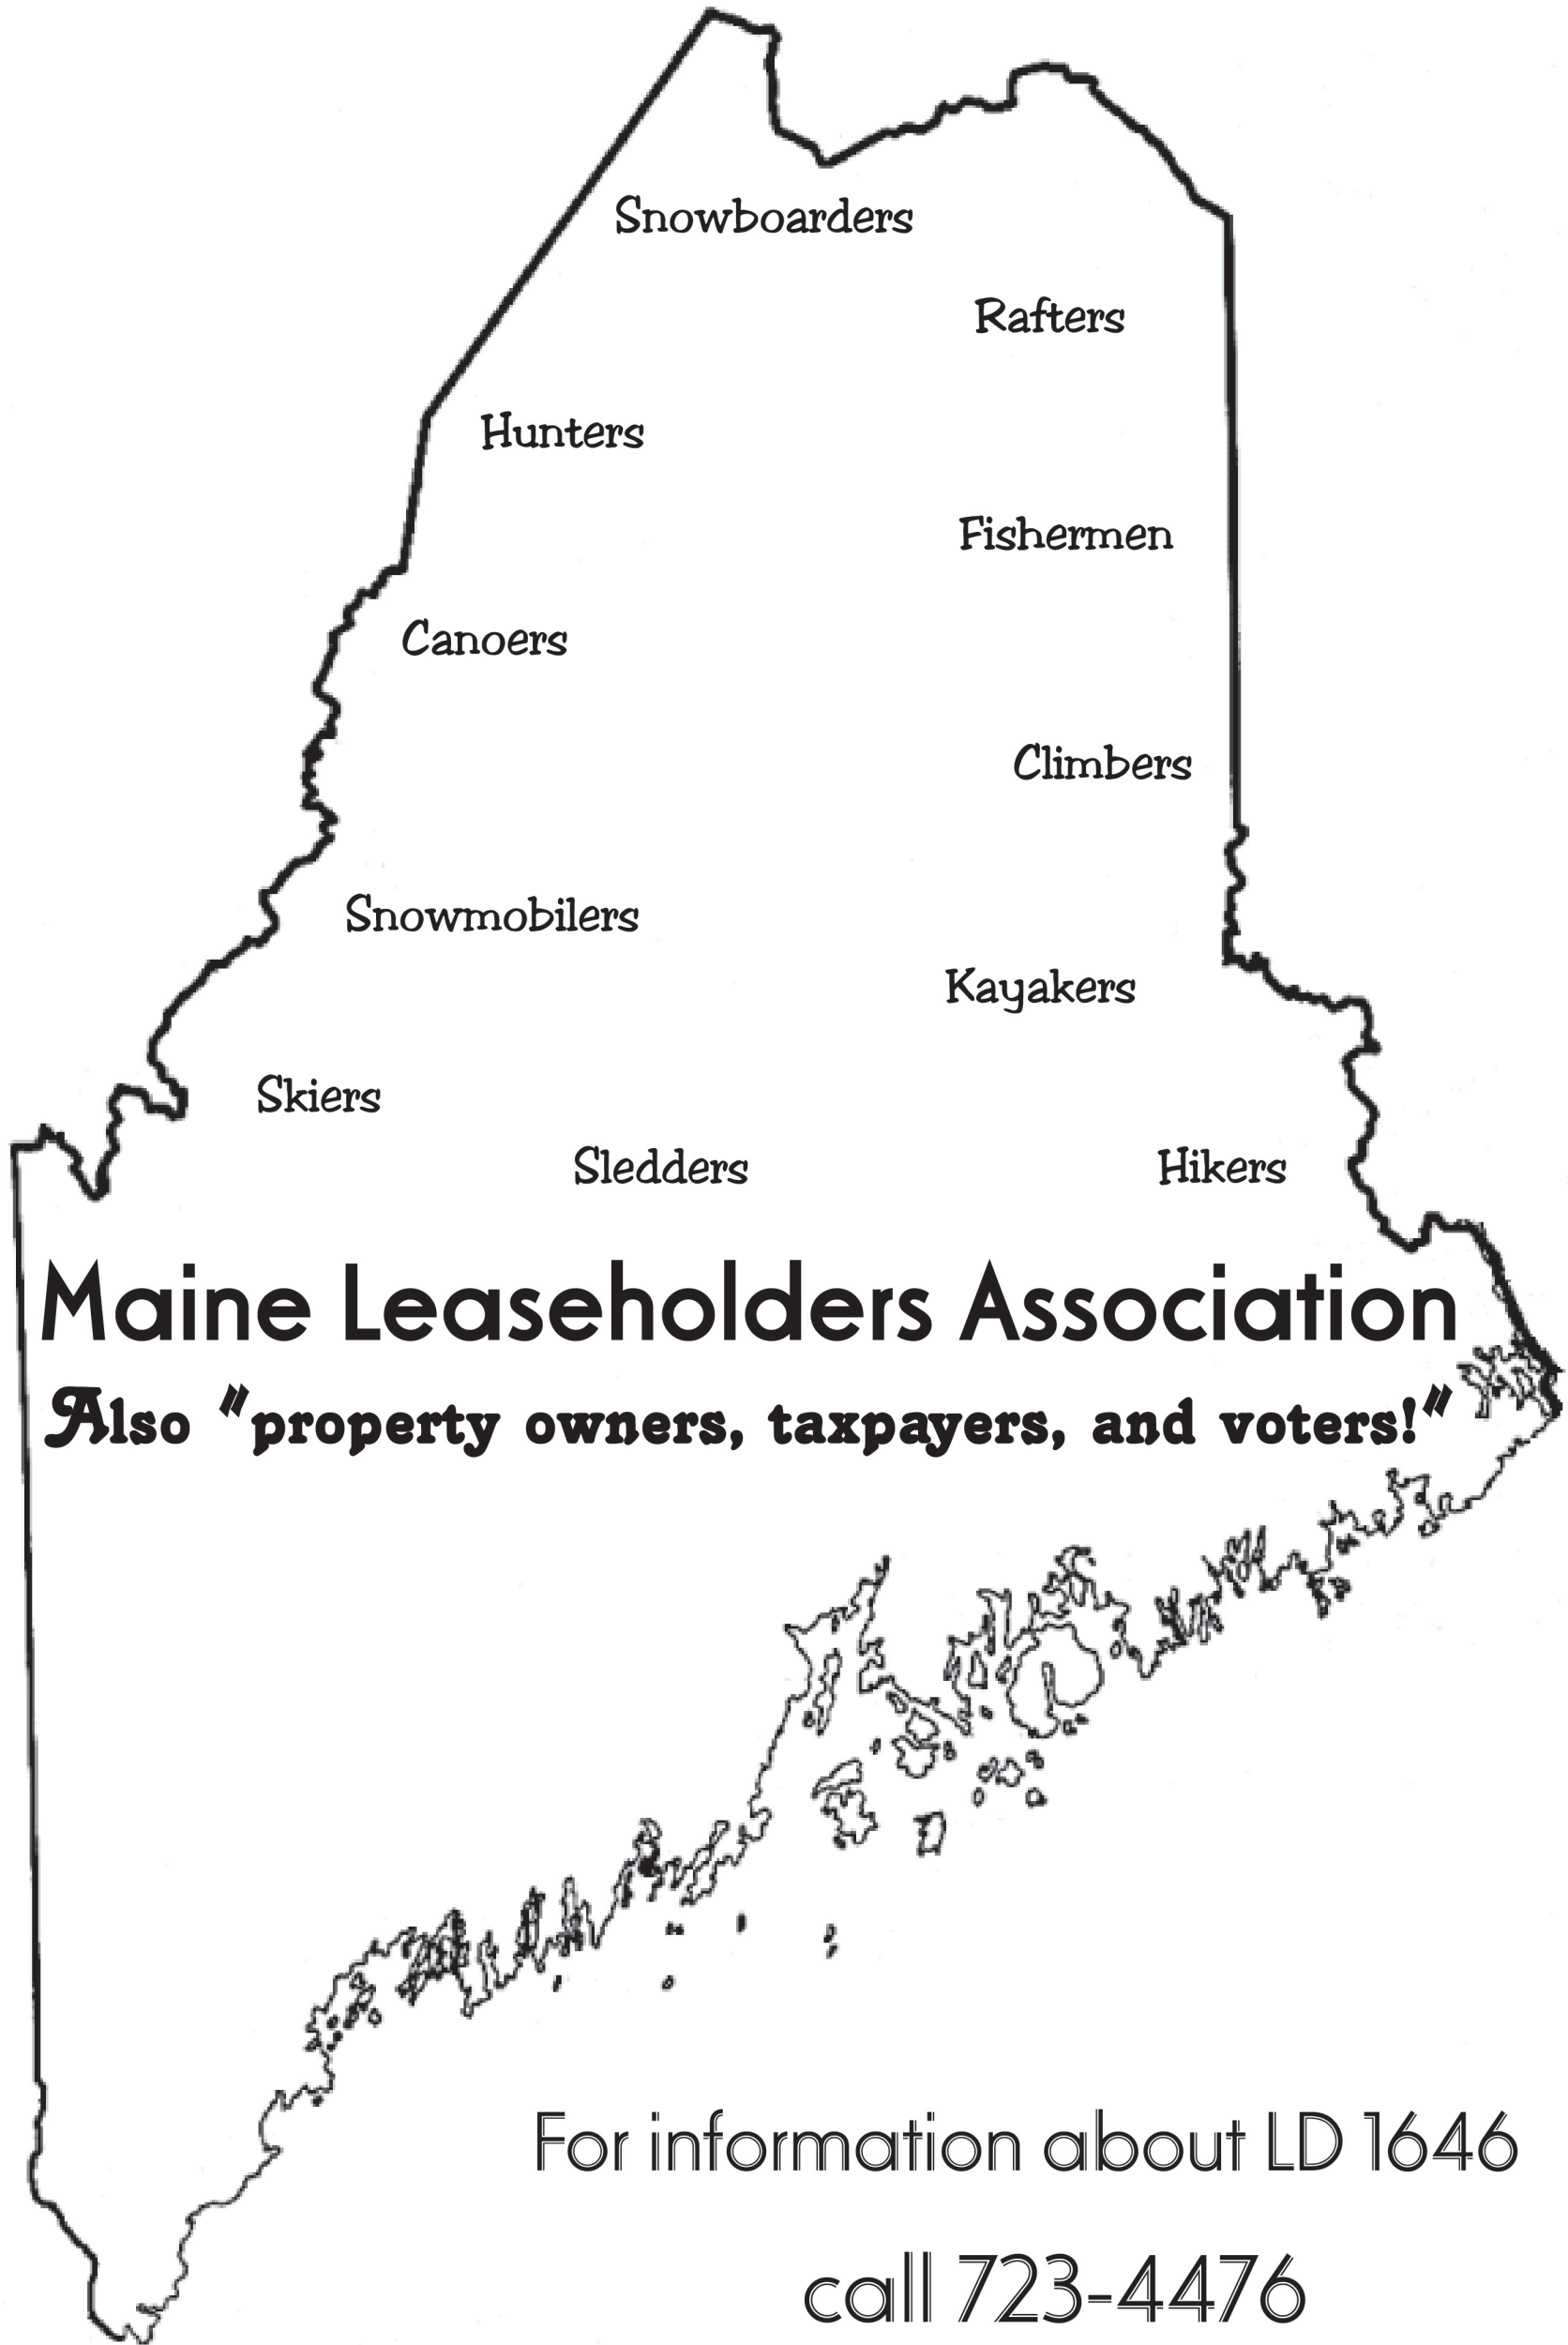 Snowboarders
Rafters
Hunters
Fishermen
Canoers
Climbers
Snowmobilers
Kayakers
Skiers
Sledders
Hikers
Maine Leaseholders Association
Also "property owners, taxpayers, and voters!"
For information about LD 1646
call 723-4476